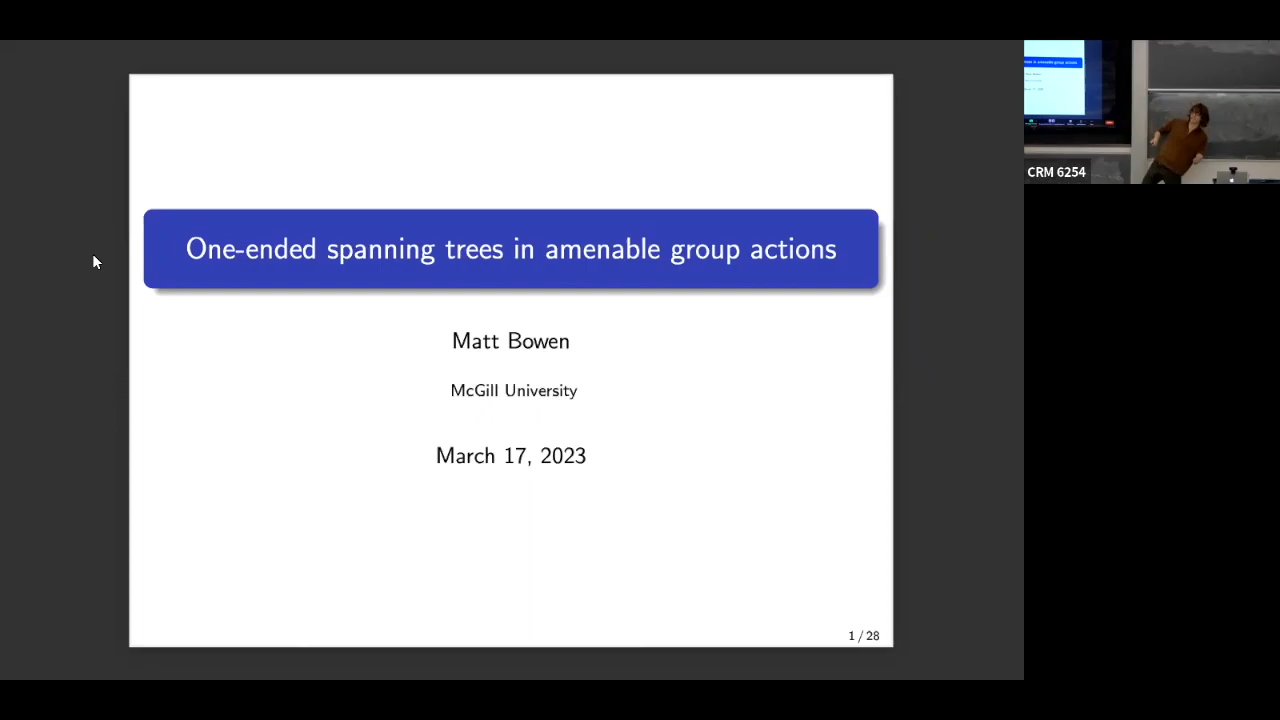 One-ended spanning trees in amenable group actions
Matt Bowen
McGill University
March 17, 2023
1 / 28
CRM 6254